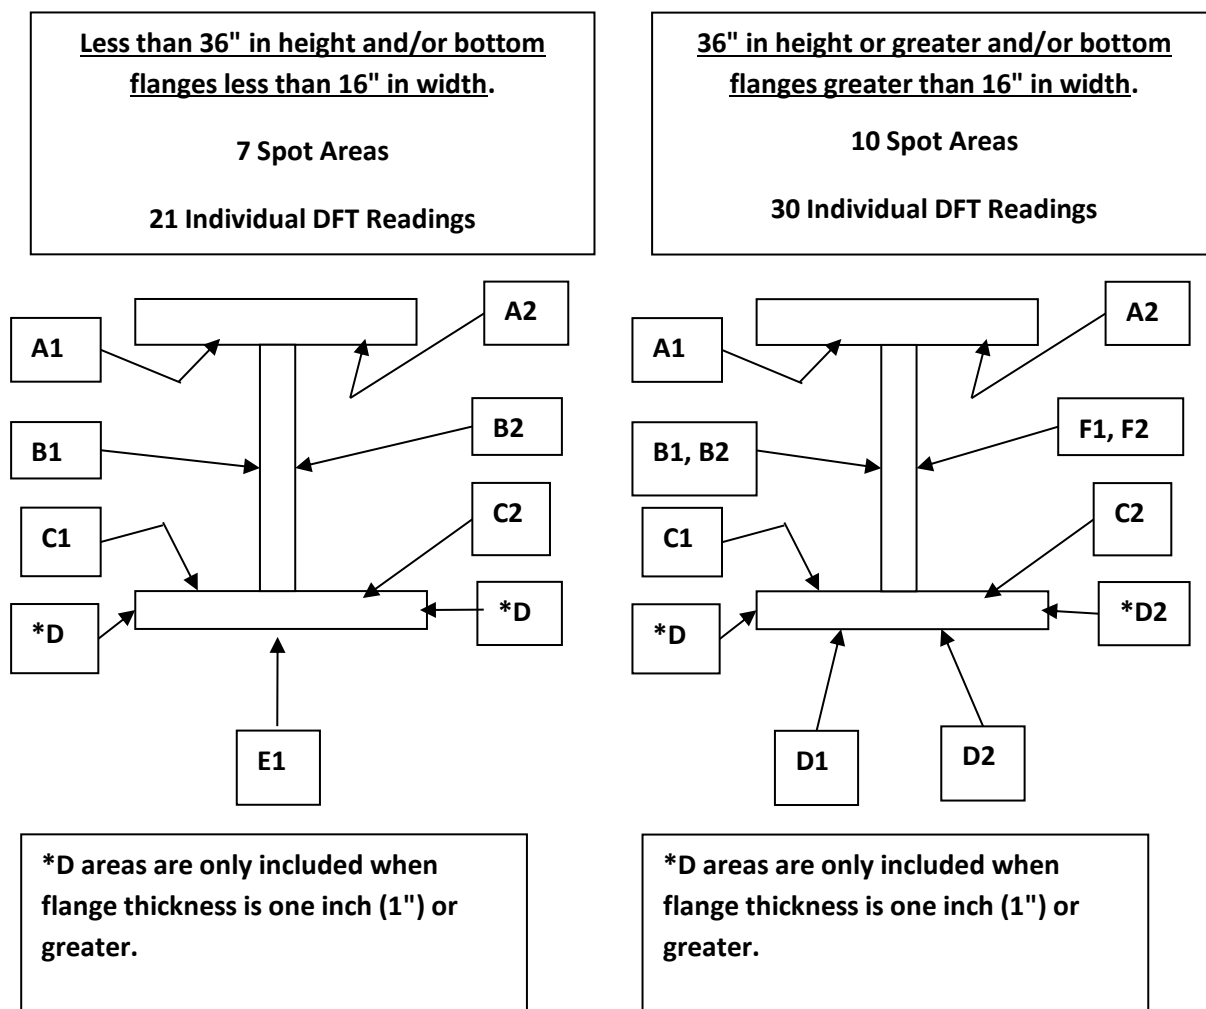 Less than 36" in height and/or bottom
flanges less than 16" in width.
7 Spot Areas
21 Individual DFT Readings
36" in height or greater and/or bottom
flanges greater than 16" in width.
10 Spot Areas
30 Individual DFT Readings
A1
A2
B1
B2
C1
C2
*D
*D
E1
A1
A2
B1, B2
F1, F2
C1
C2
*D
*D2
D1
D2
*D areas are only included when
flange thickness is one inch (1") or
greater.
*D areas are only included when
flange thickness is one inch (1") or
greater.